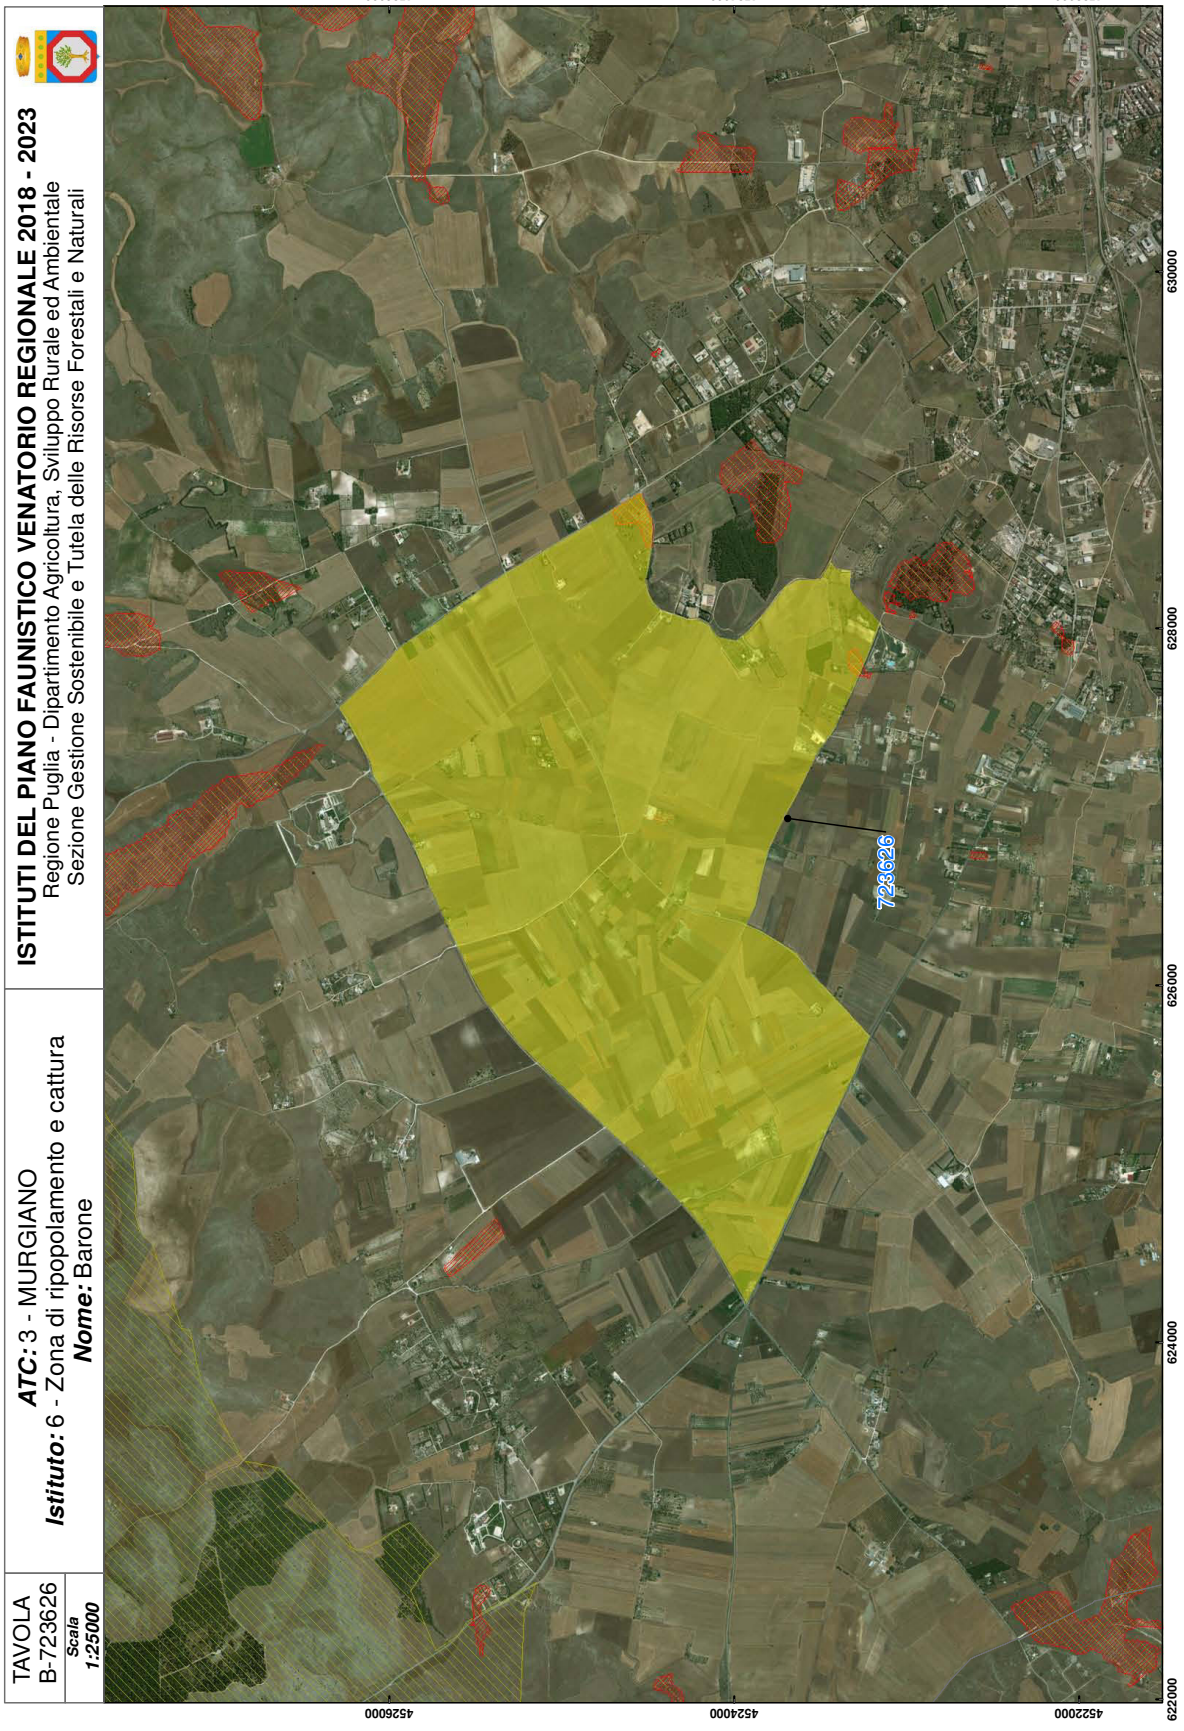 TAVOLA
B-723626
Scala
1:25000
ATC: 3 - MURGIANO
Istituto: 6 - Zona di ripopolamento e cattura
Nome: Barone
ISTITUTI DEL PIANO FAUNISTICO VENATORIO REGIONALE 2018 - 2023
Regione Puglia - Dipartimento Agricoltura, Sviluppo Rurale ed Ambientale
Sezione Gestione Sostenibile e Tutela delle Risorse Forestali e Naturali
723626
4526000
4524000
4522000
622000
624000
626000
628000
630000